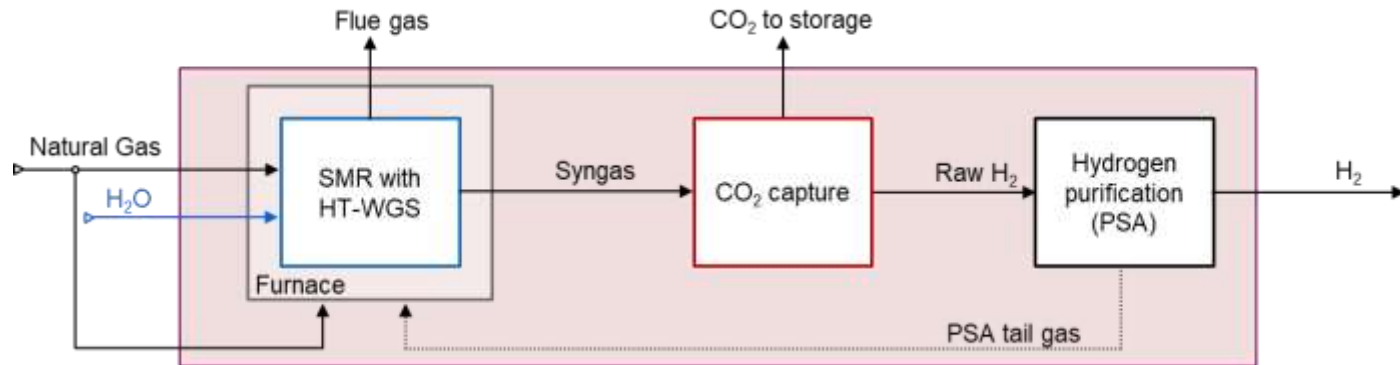 Flue gas
CO₂ to storage
Natural Gas
H₂O
SMR with
HT-WGS
Furnace
Syngas
CO₂ capture
Raw H₂
Hydrogen
purification
(PSA)
H₂
PSA tail gas